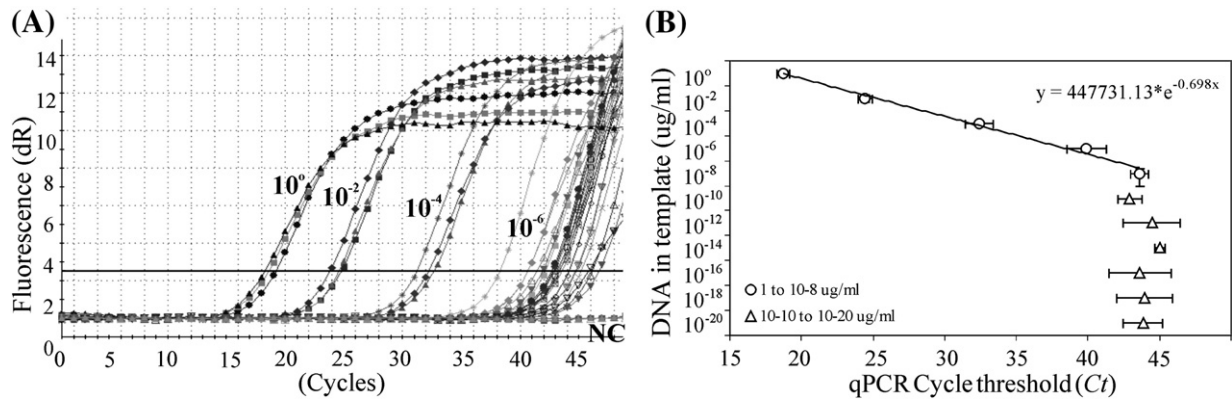 (A)
14
12
10
8
6
4
2
0
Fluorescence (dR)
10⁰
10⁻²
10⁻⁴
10⁻⁶
NC
0 5 10 15 20 25 30 35 40 45
(Cycles)
(B)
DNA in template (ug/ml)
10⁰
10⁻²
10⁻⁴
10⁻⁶
10⁻⁸
10⁻¹⁰
10⁻¹²
10⁻¹⁴
10⁻¹⁶
10⁻¹⁸
10⁻²⁰
y = 447731.13*e⁻⁰·⁶⁹⁸ˣ
1 to 10-8 ug/ml
10-10 to 10-20 ug/ml
15 20 25 30 35 40 45
qPCR Cycle threshold (Ct)